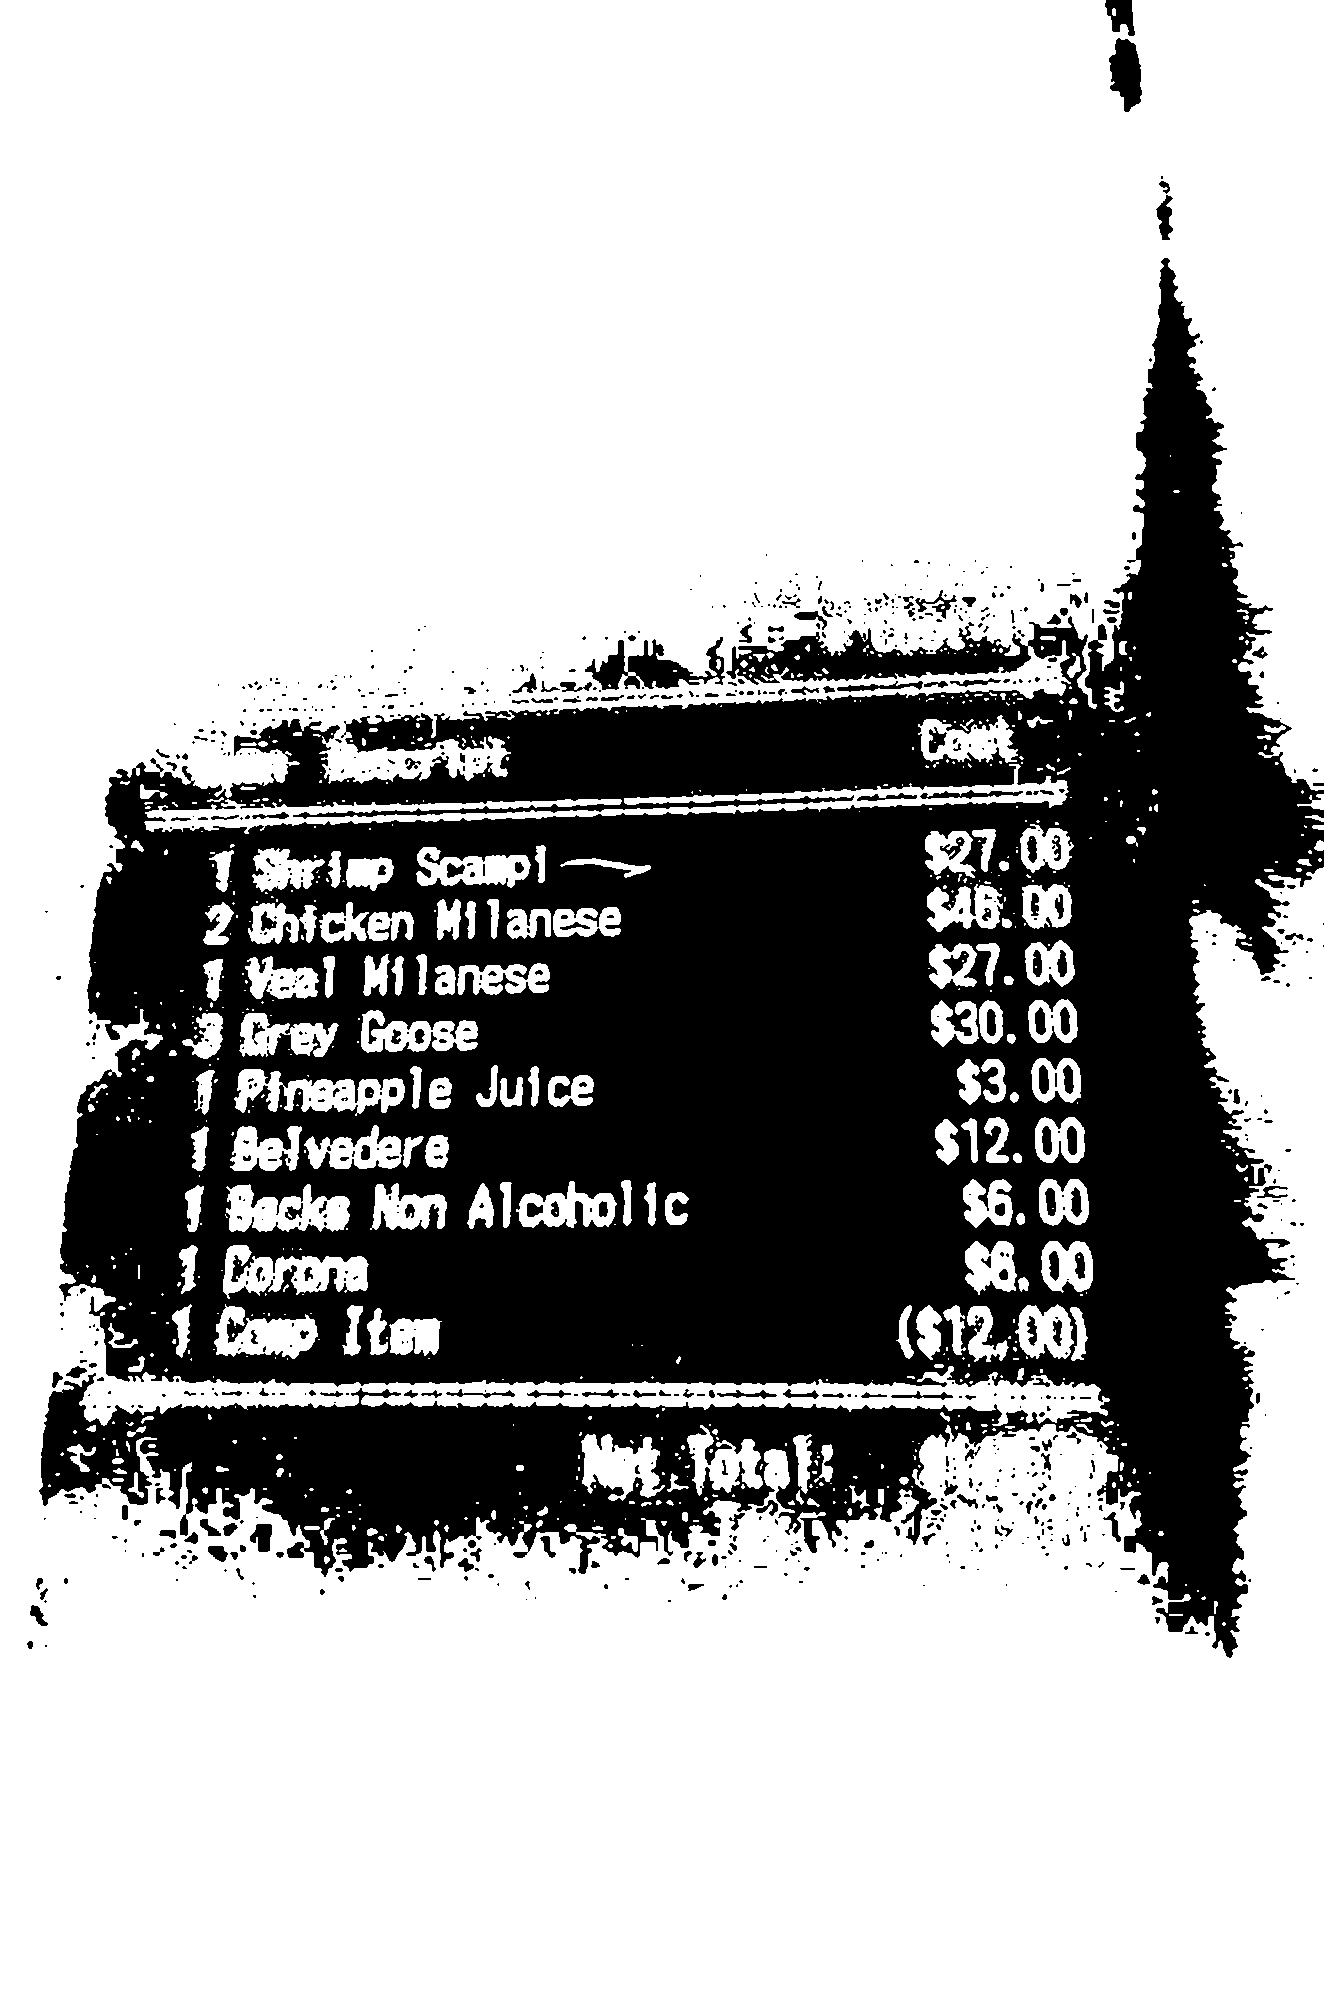 Descript Cost
1 Shrimp Scampi $27.00
2 Chicken Milanese $46.00
1 Veal Milanese $27.00
3 Grey Goose $30.00
1 Pineapple Juice $3.00
1 Belvedere $12.00
1 Becks Non Alcoholic $6.00
1 Corona $6.00
1 Comp Item ($12.00)
Net Total: